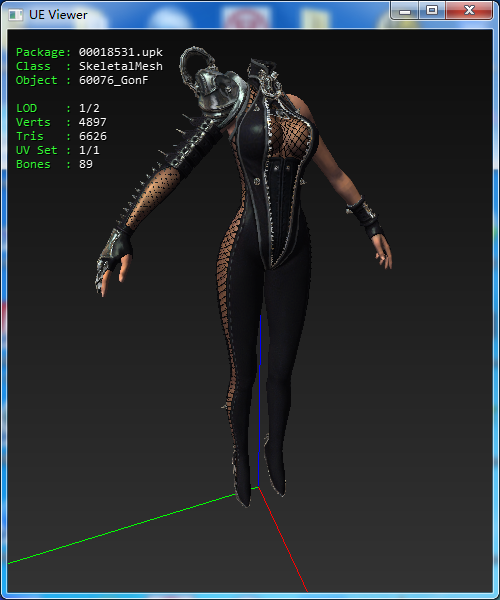 UE Viewer
Package: 00018531.upk
Class : SkeletalMesh
Object : 60076_GonF
LOD : 1/2
Verts : 4897
Tris : 6626
UV Set : 1/1
Bones : 89